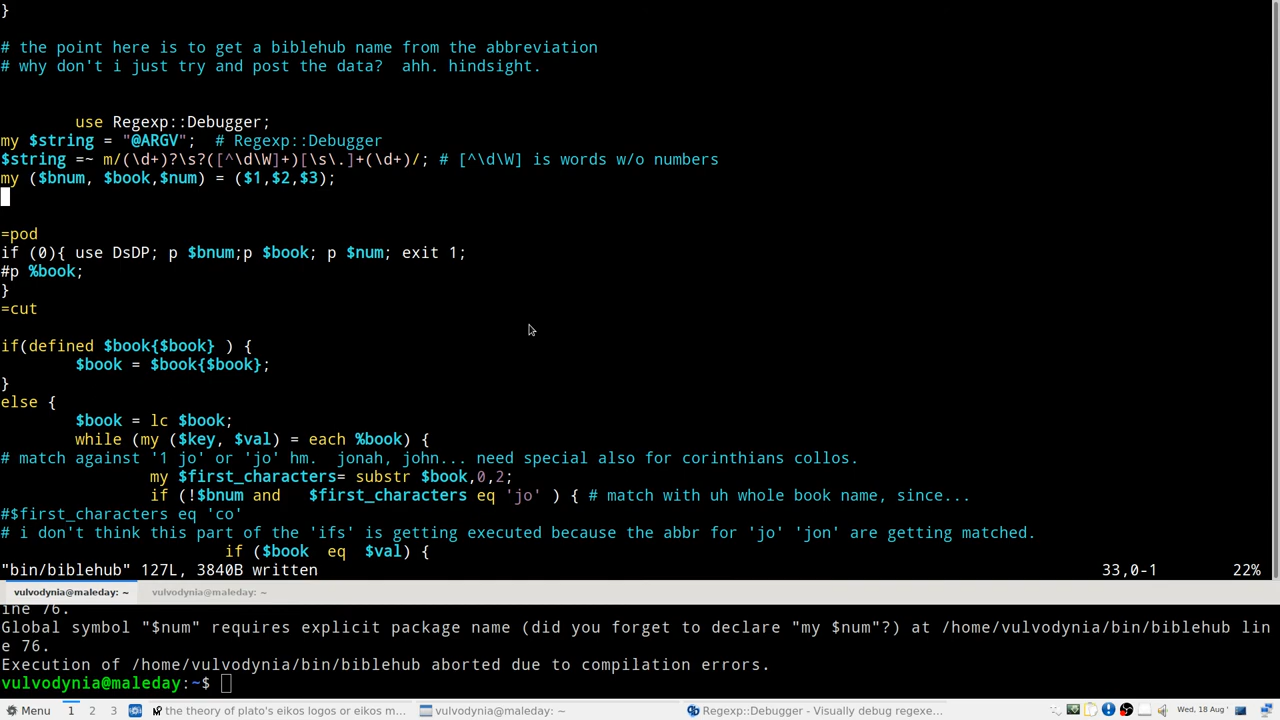 }
# the point here is to get a biblehub name from the abbreviation
# why don't i just try and post the data?  ahh. hindsight.
use Regexp::Debugger;
my $string = "@ARGV";  # Regexp::Debugger
$string =~ m/(\d+)?\s?([^\d\W]+)[\s\.]+(\d+)/; # [^\d\W] is words w/o numbers
my ($bnum, $book,$num) = ($1,$2,$3);
=pod
if (0){ use DsDP; p $bnum;p $book; p $num; exit 1;
#p %book;
}
=cut
if(defined $book{$book} ) {
$book = $book{$book};
}
else {
$book = lc $book;
while (my ($key, $val) = each %book) {
# match against '1 jo' or 'jo' hm.  jonah, john... need special also for corinthians collos.
my $first_characters= substr $book,0,2;
if (!$bnum and   $first_characters eq 'jo' ) { # match with uh whole book name, since...
#$first_characters eq 'co'
# i don't think this part of the 'ifs' is getting executed because the abbr for 'jo' 'jon' are getting matched.
if ($book  eq  $val) {
"bin/biblehub" 127L, 3840B written 33,0-1 22%
vulvodynia@maleday: ~ vulvodynia@maleday: ~
ine 76.
Global symbol "$num" requires explicit package name (did you forget to declare "my $num"?) at /home/vulvodynia/bin/biblehub lin
e 76.
Execution of /home/vulvodynia/bin/biblehub aborted due to compilation errors.
vulvodynia@maleday:~$
Menu 1 2 3 the theory of plato's eikos logos or eikos m... vulvodynia@maleday: ~ Regexp::Debugger - Visually debug regexe... Wed, 18 Aug